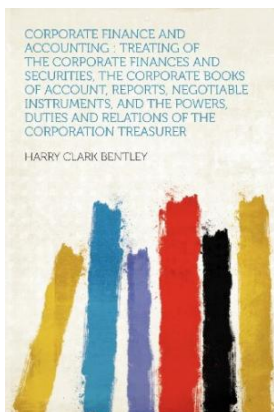 CORPORATE FINANCE AND
ACCOUNTING : TREATING OF
THE CORPORATE FINANCES AND
SECURITIES, THE CORPORATE BOOKS
OF ACCOUNT, REPORTS, NEGOTIABLE
INSTRUMENTS, AND THE POWERS,
DUTIES AND RELATIONS OF THE
CORPORATION TREASURER
HARRY CLARK BENTLEY